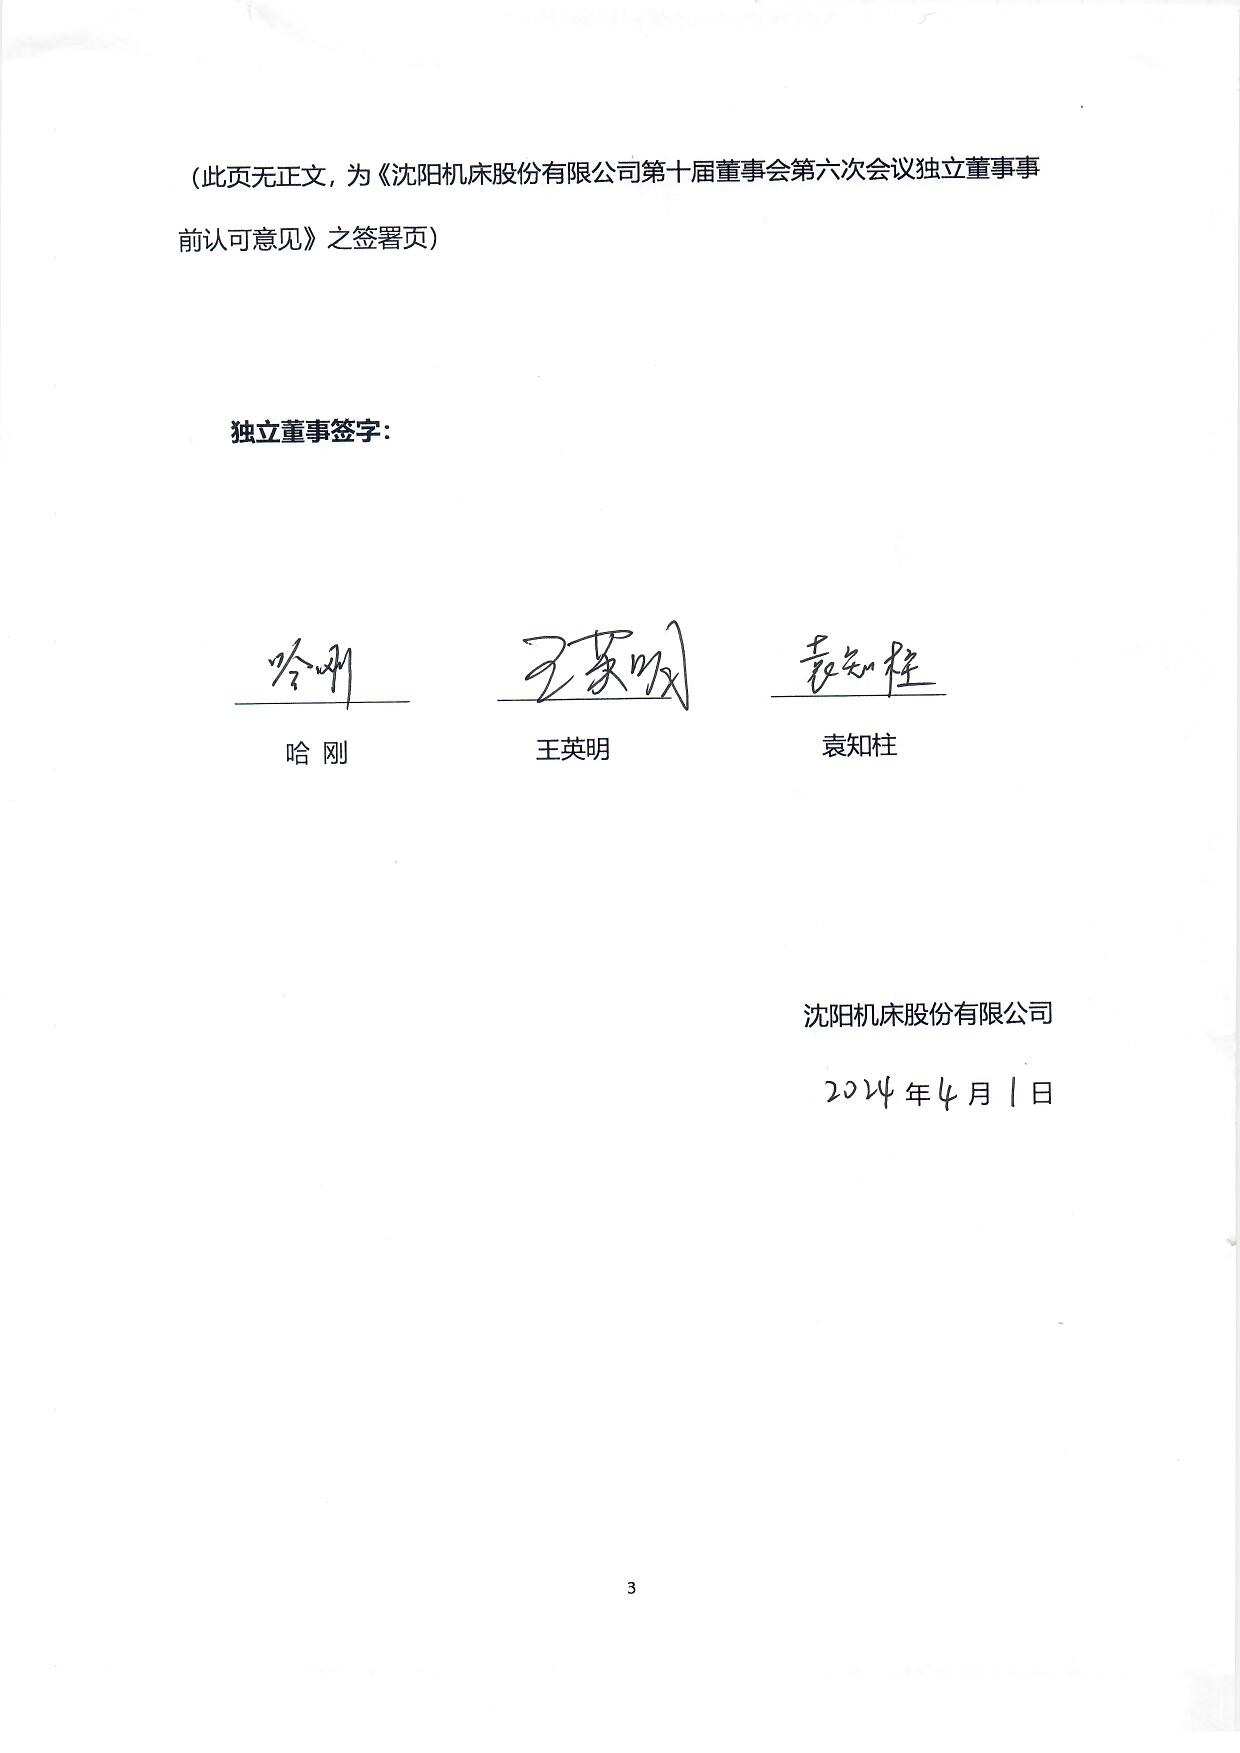 （此页无正文，为《沈阳机床股份有限公司第十届董事会第六次会议独立董事事
前认可意见》之签署页）
独立董事签字：
哈刚 王英明 袁知柱
哈 刚 王英明 袁知柱
沈阳机床股份有限公司
2024年4月1日
3